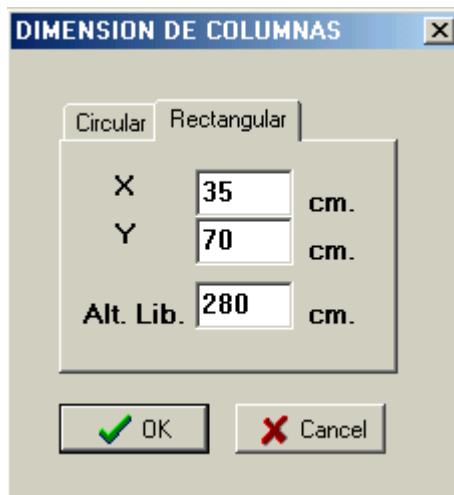 DIMENSION DE COLUMNAS
Circular Rectangular
X 35 cm.
Y 70 cm.
Alt. Lib. 280 cm.
OK Cancel